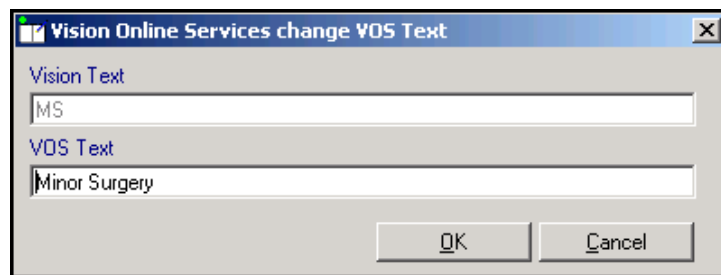 Vision Online Services change VOS Text
Vision Text
MS
VOS Text
Minor Surgery
OK Cancel